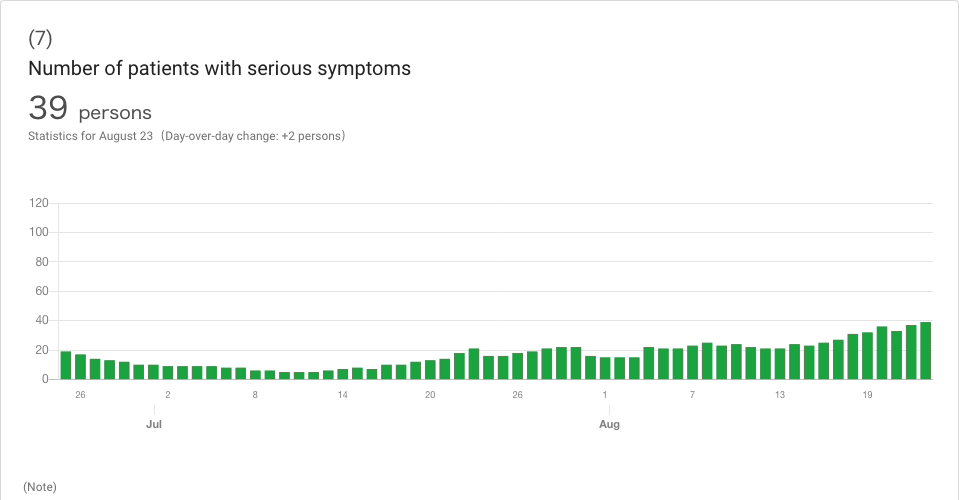 (7)
Number of patients with serious symptoms
39 persons
Statistics for August 23（Day-over-day change: +2 persons）
120
100
80
60
40
20
0
26 2 8 14 20 26 1 7 13 19
Jul Aug
(Note)